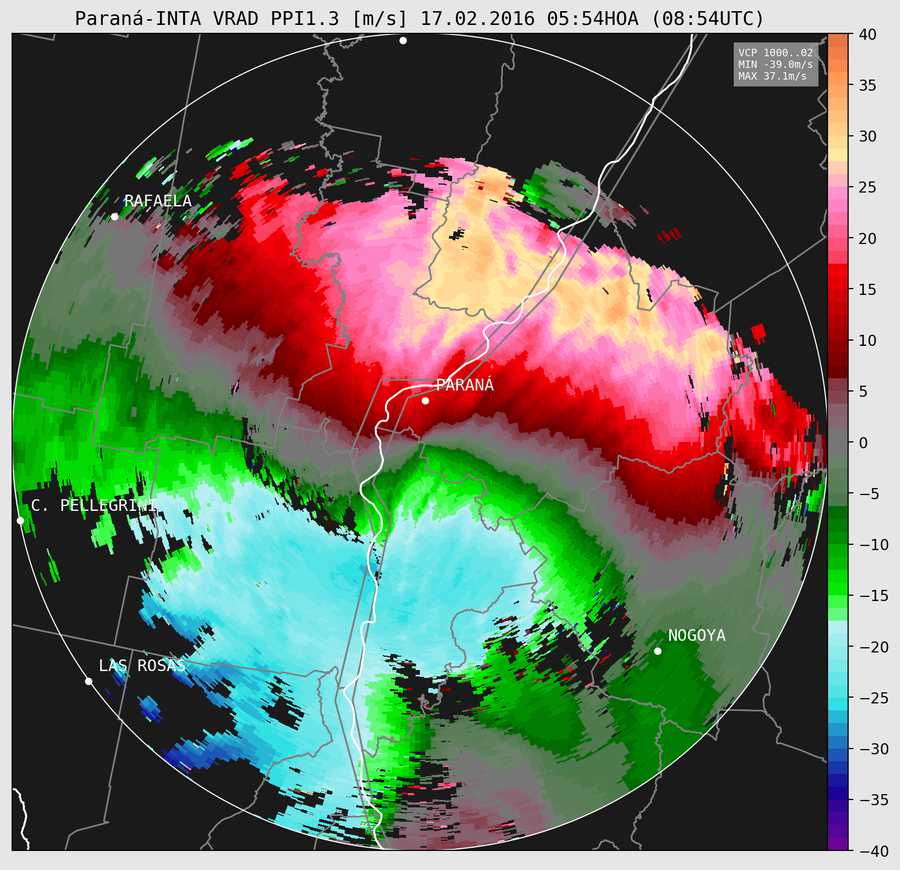 Paraná-INTA VRAD PPI1.3 [m/s] 17.02.2016 05:54HOA (08:54UTC)
VCP 1000..02
MIN -39.0m/s
MAX 37.1m/s
RAFAELA
PARANÁ
C. PELLEGRINI
NOGOYA
LAS ROSAS
40
35
30
25
20
15
10
5
0
−5
−10
−15
−20
−25
−30
−35
−40